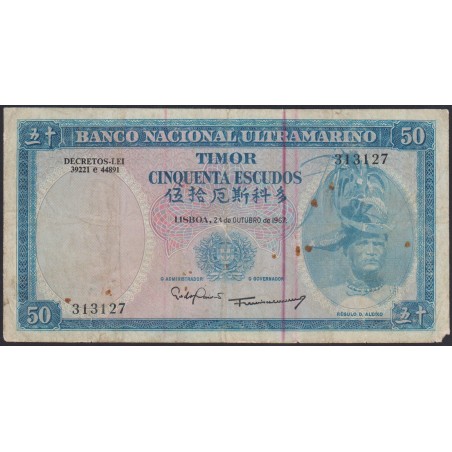 五十 BANCO NACIONAL ULTRAMARINO 50
DECRETOS-LEI
39221 e 44891
TIMOR
313127
CINQUENTA ESCUDOS
伍拾厄斯科多
LISBOA, 24 DE OUTUBRO DE 1967
O ADMINISTRADOR
O GOVERNADOR
313127
50
RÉGULO D. ALEIXO
五十